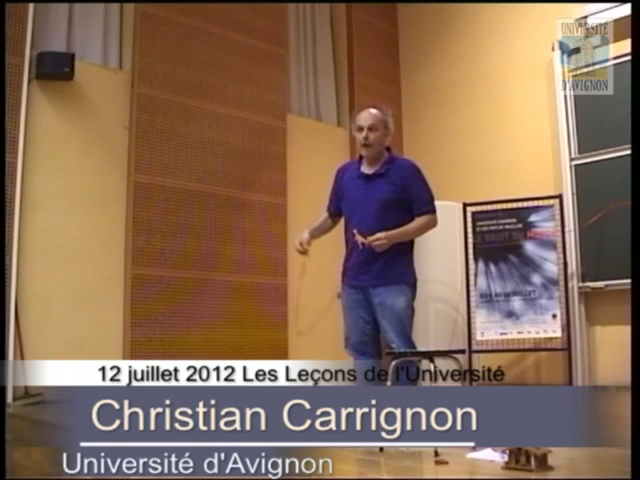 UNIVERSITÉ
D'AVIGNON
12 juillet 2012 Les Leçons de l'Université
Christian Carrignon
Université d'Avignon